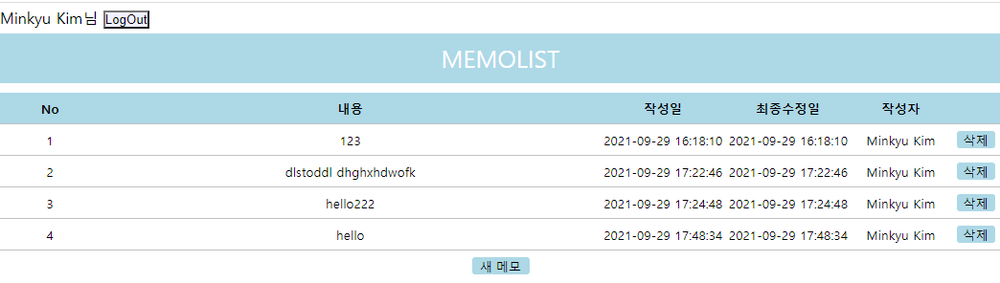 Minkyu Kim님 LogOut
MEMOLIST
No 내용 작성일 최종수정일 작성자
1 123 2021-09-29 16:18:10 2021-09-29 16:18:10 Minkyu Kim 삭제
2 dlstoddl dhghxhdwofk 2021-09-29 17:22:46 2021-09-29 17:22:46 Minkyu Kim 삭제
3 hello222 2021-09-29 17:24:48 2021-09-29 17:24:48 Minkyu Kim 삭제
4 hello 2021-09-29 17:48:34 2021-09-29 17:48:34 Minkyu Kim 삭제
새 메모